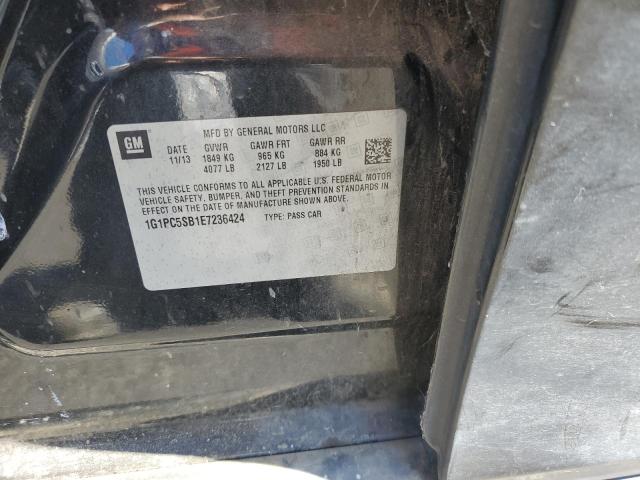 GM
MFD BY GENERAL MOTORS LLC
DATE GVWR GAWR FRT GAWR RR
11/13 1849 KG 965 KG 884 KG
4077 LB 2127 LB 1950 LB
THIS VEHICLE CONFORMS TO ALL APPLICABLE U.S. FEDERAL MOTOR
VEHICLE SAFETY, BUMPER, AND THEFT PREVENTION STANDARDS IN
EFFECT ON THE DATE OF MANUFACTURE SHOWN ABOVE.
1G1PC5SB1E7236424 TYPE: PASS CAR